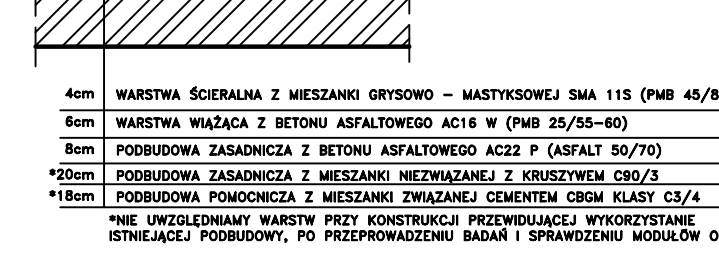 4cm WARSTWA ŚCIERALNA Z MIESZANKI GRYSOWO – MASTYKSOWEJ SMA 11S (PMB 45/8
6cm WARSTWA WIĄŻĄCA Z BETONU ASFALTOWEGO AC16 W (PMB 25/55-60)
8cm PODBUDOWA ZASADNICZA Z BETONU ASFALTOWEGO AC22 P (ASFALT 50/70)
*20cm PODBUDOWA ZASADNICZA Z MIESZANKI NIEZWIĄZANEJ Z KRUSZYWEM C90/3
*18cm PODBUDOWA POMOCNICZA Z MIESZANKI ZWIĄZANEJ CEMENTEM CBGM KLASY C3/4
*NIE UWZGLĘDNIAMY WARSTW PRZY KONSTRUKCJI PRZEWIDUJĄCEJ WYKORZYSTANIE
ISTNIEJĄCEJ PODBUDOWY, PO PRZEPROWADZENIU BADAŃ I SPRAWDZENIU MODUŁÓW O